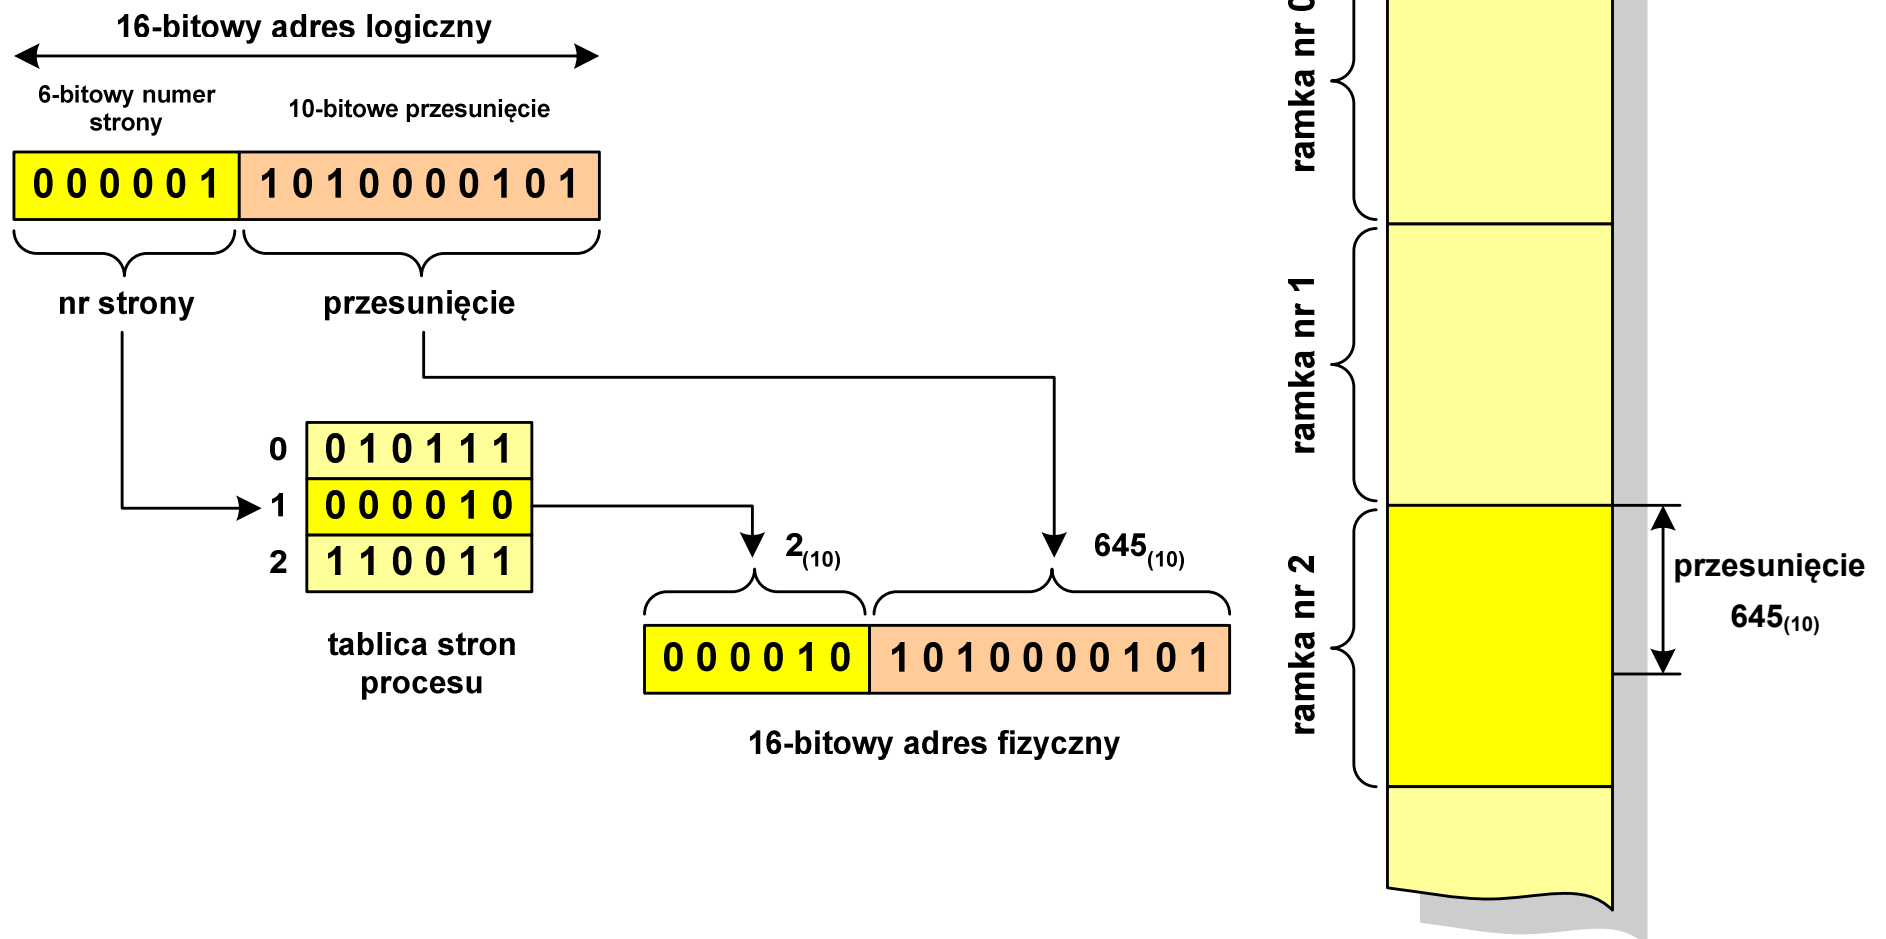 16-bitowy adres logiczny
6-bitowy numer
strony
10-bitowe przesunięcie
0 0 0 0 0 1
1 0 1 0 0 0 0 1 0 1
nr strony
przesunięcie
0
0 1 0 1 1 1
1
0 0 0 0 1 0
2
1 1 0 0 1 1
tablica stron
procesu
2(10)
645(10)
0 0 0 0 1 0
1 0 1 0 0 0 0 1 0 1
16-bitowy adres fizyczny
ramka nr 0
ramka nr 1
ramka nr 2
przesunięcie
645(10)